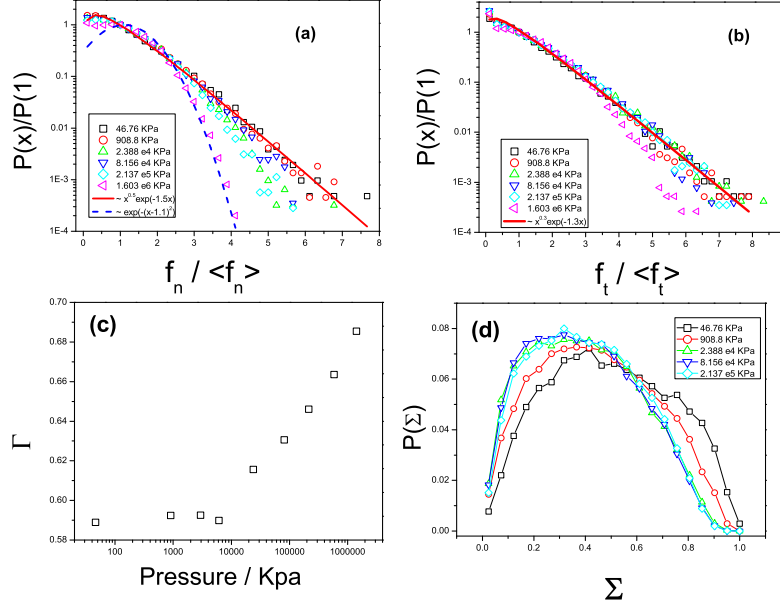 (a)
P(x)/P(1)
1
0.1
0.01
1E-3
1E-4
46.76 KPa
908.8 KPa
2.388 e4 KPa
8.156 e4 KPa
2.137 e5 KPa
1.603 e6 KPa
~ x^0.5 exp(-1.5x)
~ exp(-(x-1.1)^2)
0 1 2 3 4 5 6 7 8
f_n / <f_n>
(b)
P(x)/P(1)
1
0.1
0.01
1E-3
1E-4
46.76 KPa
908.8 KPa
2.388 e4 KPa
8.156 e4 KPa
2.137 e5 KPa
1.603 e6 KPa
~ x^0.3 exp(-1.3x)
0 1 2 3 4 5 6 7 8
f_t / <f_t>
(c)
Γ
0.70
0.68
0.66
0.64
0.62
0.60
0.58
100 1000 10000 100000 1000000
Pressure / Kpa
(d)
P(Σ)
0.08
0.06
0.04
0.02
0.00
46.76 KPa
908.8 KPa
2.388 e4 KPa
8.156 e4 KPa
2.137 e5 KPa
0.0 0.2 0.4 0.6 0.8 1.0
Σ